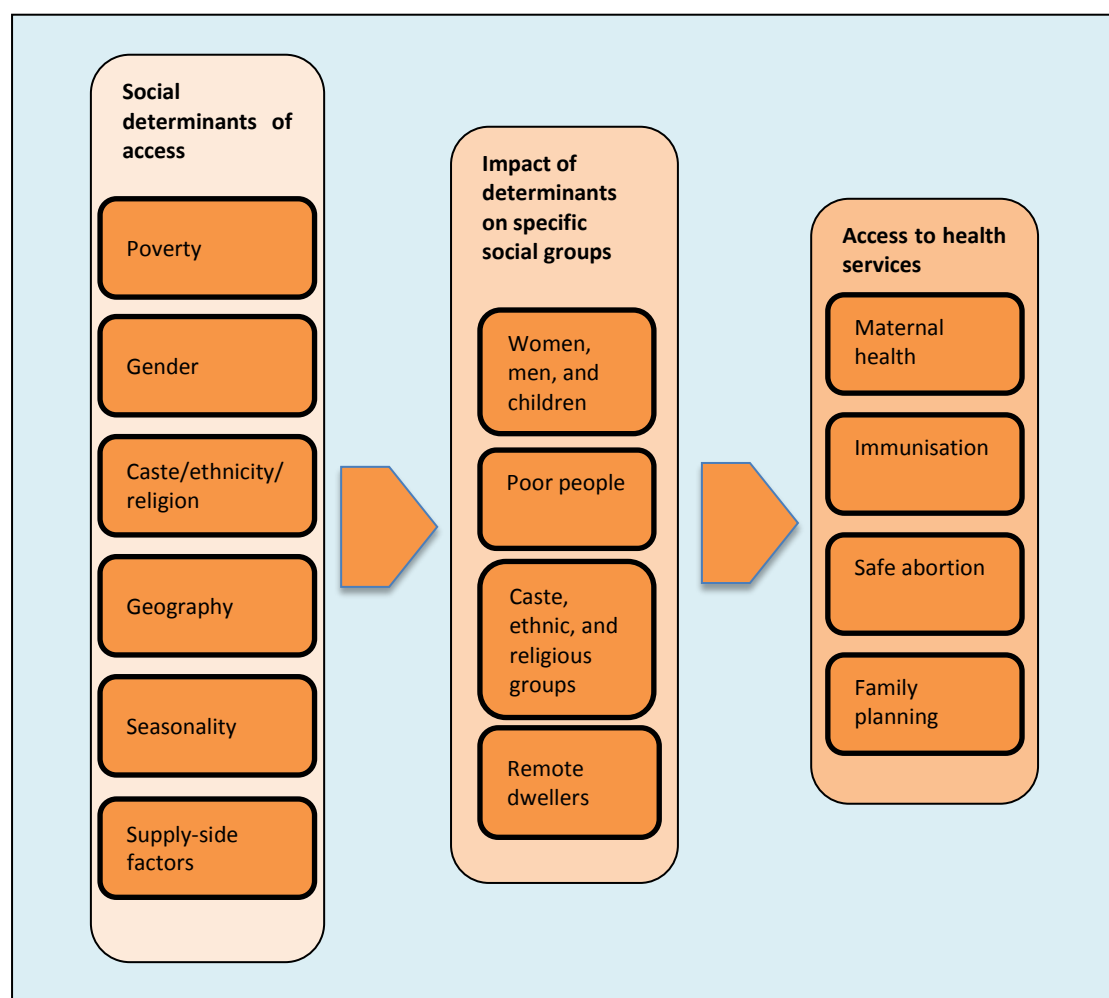 Social
determinants of
access
Poverty
Gender
Caste/ethnicity/
religion
Geography
Seasonality
Supply-side
factors
Impact of
determinants
on specific
social groups
Women,
men, and
children
Poor people
Caste,
ethnic, and
religious
groups
Remote
dwellers
Access to health
services
Maternal
health
Immunisation
Safe abortion
Family
planning